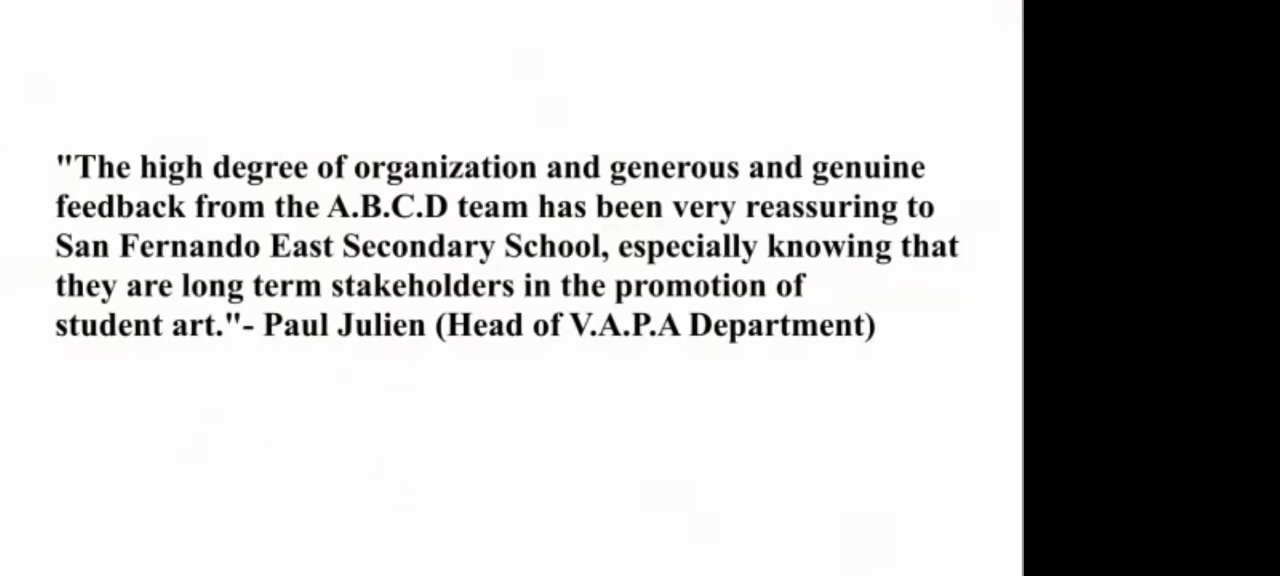 "The high degree of organization and generous and genuine
feedback from the A.B.C.D team has been very reassuring to
San Fernando East Secondary School, especially knowing that
they are long term stakeholders in the promotion of
student art."- Paul Julien (Head of V.A.P.A Department)